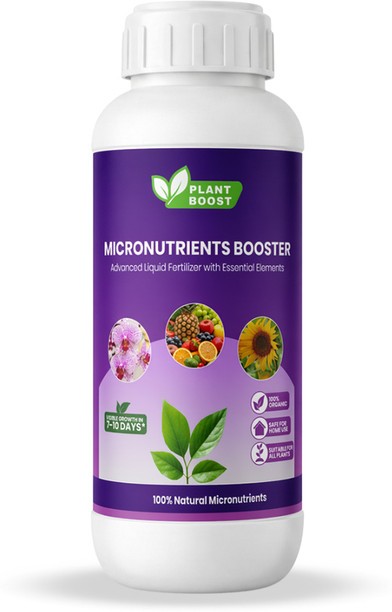 PLANT
BOOST
MICRONUTRIENTS BOOSTER
Advanced Liquid Fertilizer with Essential Elements
VISIBLE GROWTH IN
7-10 DAYS*
100%
ORGANIC
SAFE FOR
HOME USE
SUITABLE FOR
ALL PLANTS
100% Natural Micronutrients